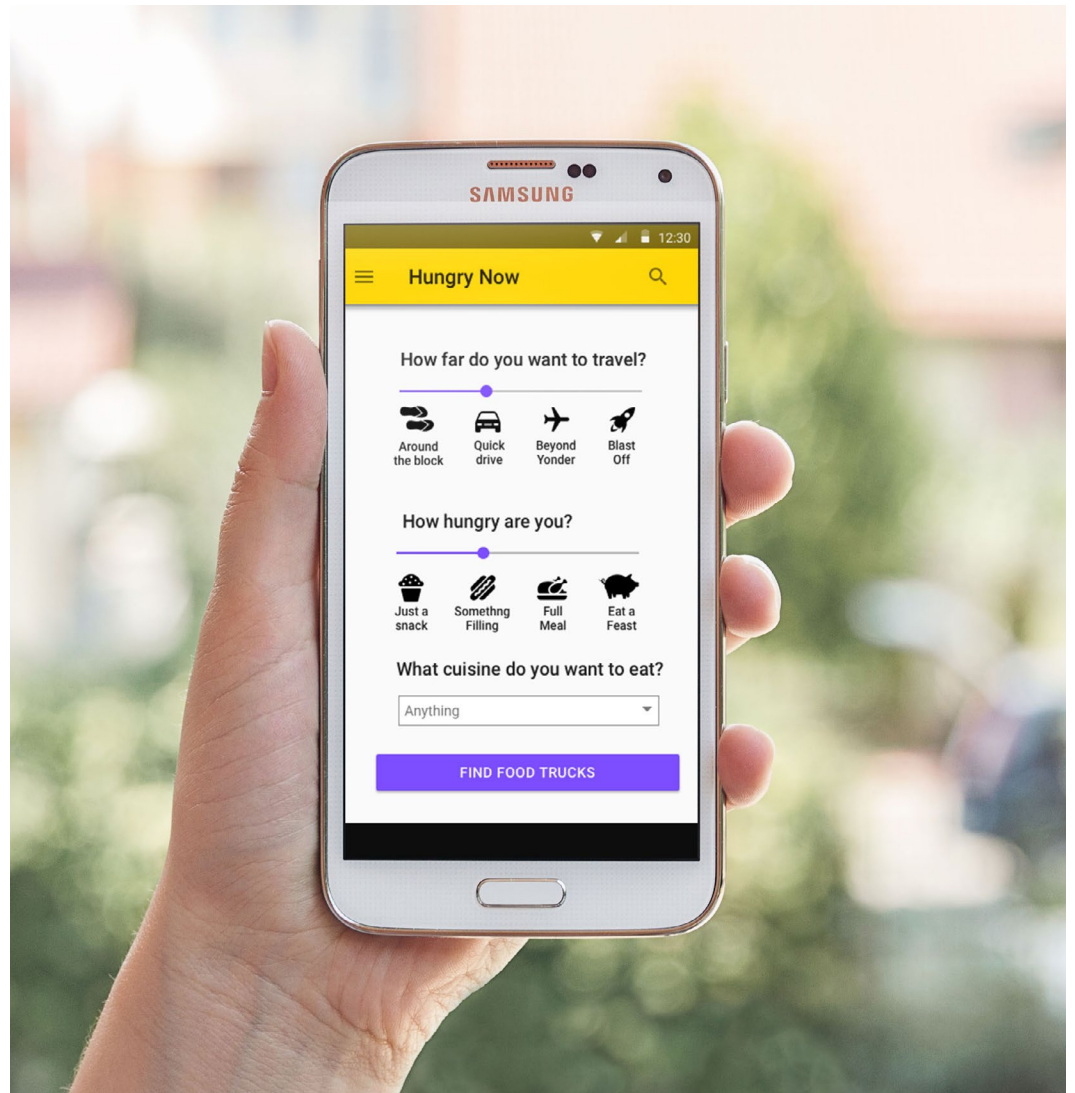 SAMSUNG
12:30
Hungry Now
How far do you want to travel?
Around Quick Beyond Blast
the block drive Yonder Off
How hungry are you?
Just a Somethng Full Eat a
snack Filling Meal Feast
What cuisine do you want to eat?
Anything
FIND FOOD TRUCKS